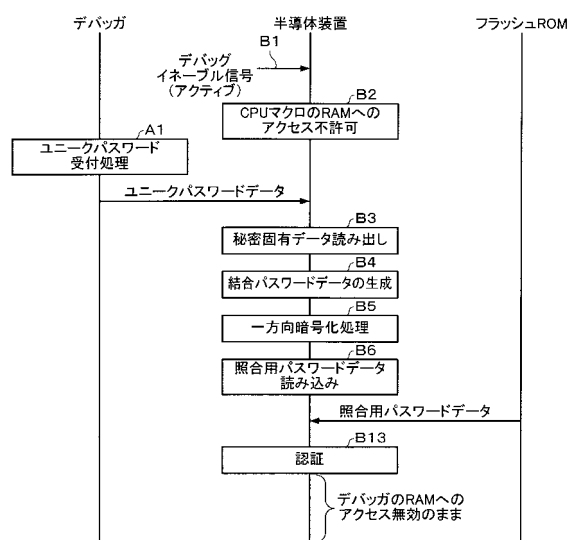 デバッガ
半導体装置
フラッシュROM
B1
デバッグ
イネーブル信号
(アクティブ)
B2
CPUマクロのRAMへの
アクセス不許可
A1
ユニークパスワード
受付処理
ユニークパスワードデータ
B3
秘密固有データ読み出し
B4
結合パスワードデータの生成
B5
一方向暗号化処理
B6
照合用パスワードデータ
読み込み
照合用パスワードデータ
B13
認証
デバッガのRAMへの
アクセス無効のまま